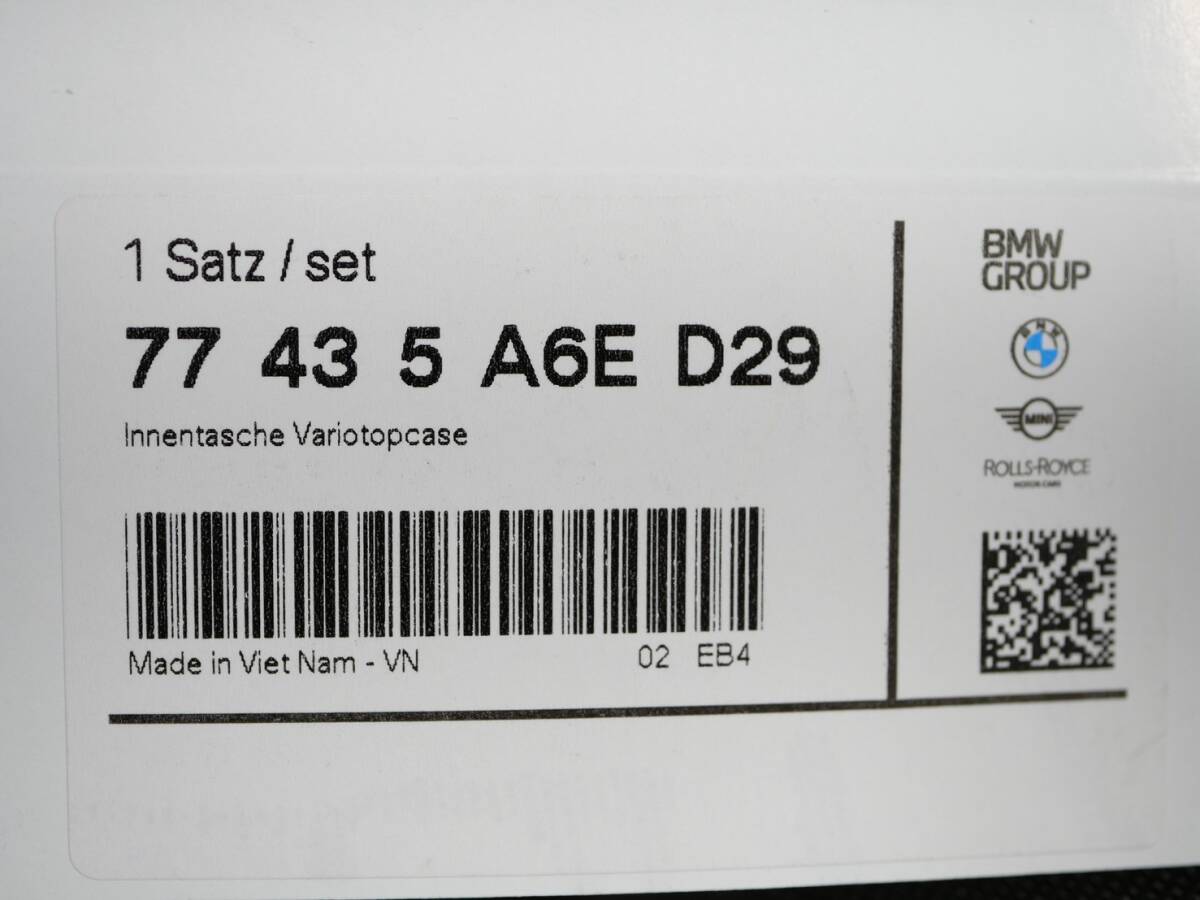 1 Satz / set
77 43 5 A6E D29
Innentasche Variotopcase
Made in Viet Nam - VN
02 EB4
BMW
GROUP
BMW
MINI
ROLLS-ROYCE
MOTOR CARS